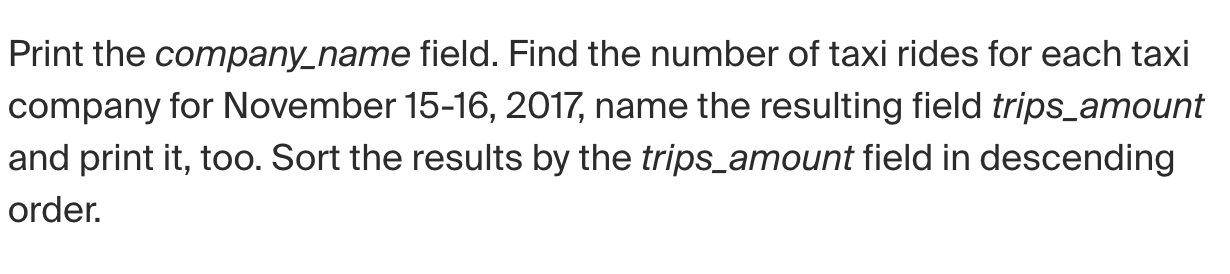 Print the company_name field. Find the number of taxi rides for each taxi
company for November 15-16, 2017, name the resulting field trips_amount
and print it, too. Sort the results by the trips_amount field in descending
order.